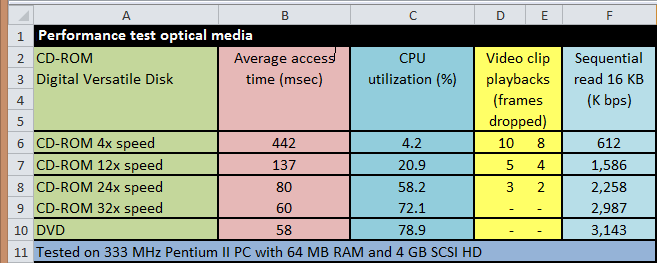 A B C D E F
1 Performance test optical media
2 CD-ROM Average access CPU Video clip Sequential
3 Digital Versatile Disk time (msec) utilization (%) playbacks read 16 KB
4 (frames (K bps)
5 dropped)
6 CD-ROM 4x speed 442 4.2 10 8 612
7 CD-ROM 12x speed 137 20.9 5 4 1,586
8 CD-ROM 24x speed 80 58.2 3 2 2,258
9 CD-ROM 32x speed 60 72.1 - - 2,987
10 DVD 58 78.9 - - 3,143
11 Tested on 333 MHz Pentium II PC with 64 MB RAM and 4 GB SCSI HD